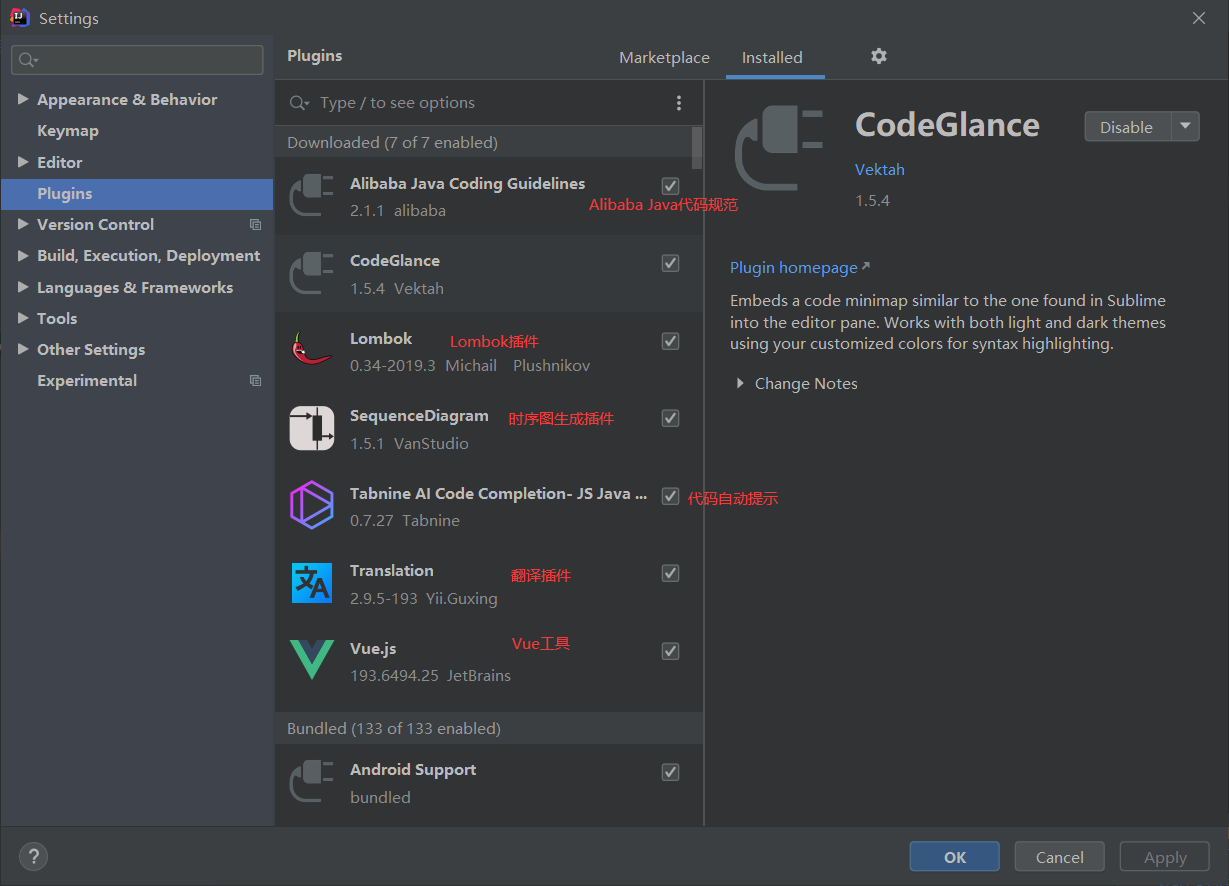 Settings
Plugins
Marketplace
Installed
Appearance & Behavior
Keymap
Editor
Plugins
Version Control
Build, Execution, Deployment
Languages & Frameworks
Tools
Other Settings
Experimental
Type / to see options
Downloaded (7 of 7 enabled)
Alibaba Java Coding Guidelines
2.1.1 alibaba
Alibaba Java代码规范
CodeGlance
1.5.4 Vektah
Lombok
Lombok插件
0.34-2019.3 Michail Plushnikov
SequenceDiagram
时序图生成插件
1.5.1 VanStudio
Tabnine AI Code Completion- JS Java ...
代码自动提示
0.7.27 Tabnine
Translation
翻译插件
2.9.5-193 Yii.Guxing
Vue.js
Vue工具
193.6494.25 JetBrains
Bundled (133 of 133 enabled)
Android Support
bundled
CodeGlance
Disable
Vektah
1.5.4
Plugin homepage
Embeds a code minimap similar to the one found in Sublime
into the editor pane. Works with both light and dark themes
using your customized colors for syntax highlighting.
Change Notes
?
OK
Cancel
Apply